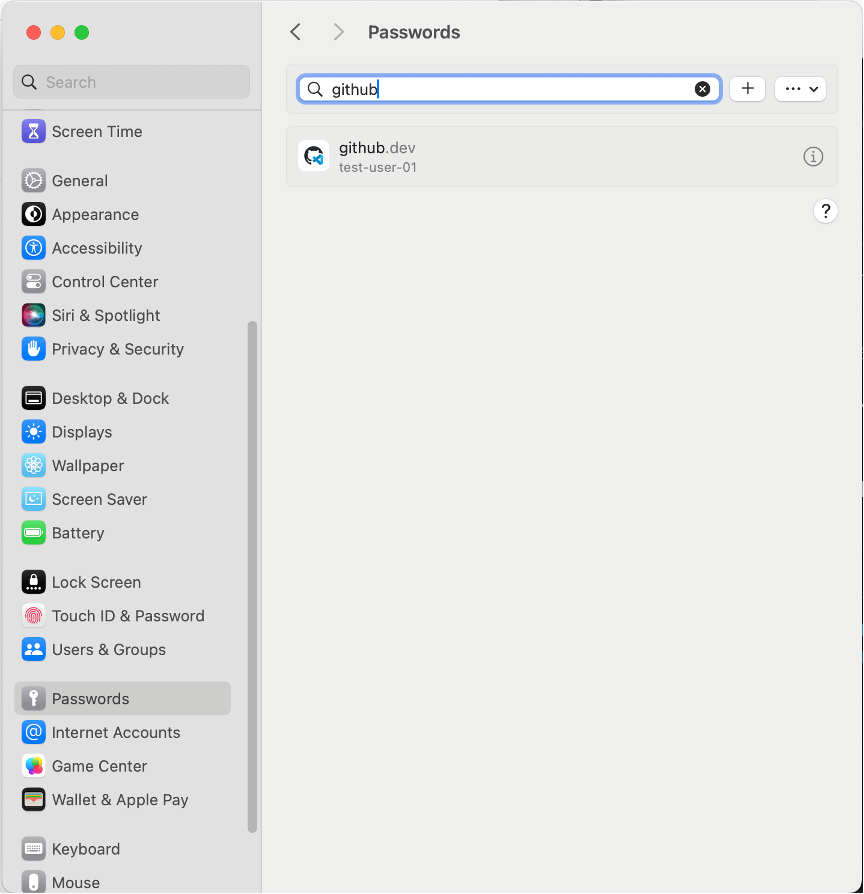 Passwords
Search
github
github.dev
test-user-01
?
Screen Time
General
Appearance
Accessibility
Control Center
Siri & Spotlight
Privacy & Security
Desktop & Dock
Displays
Wallpaper
Screen Saver
Battery
Lock Screen
Touch ID & Password
Users & Groups
Passwords
Internet Accounts
Game Center
Wallet & Apple Pay
Keyboard
Mouse